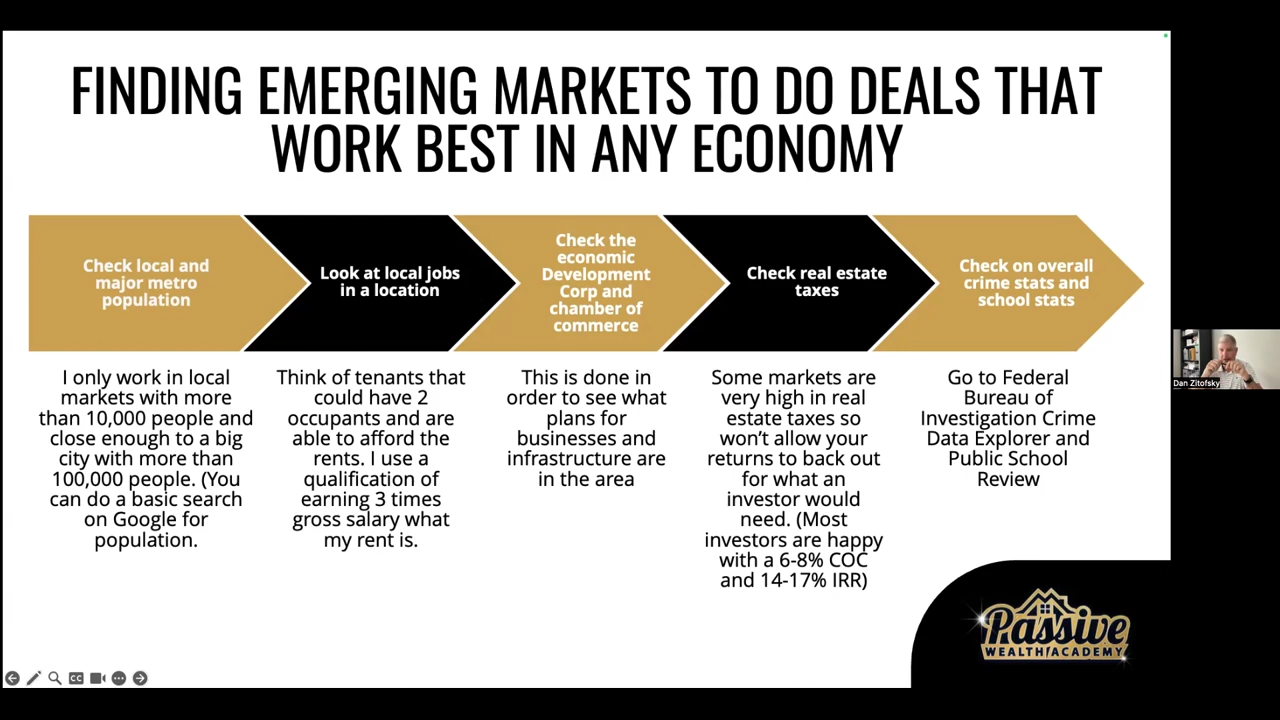 FINDING EMERGING MARKETS TO DO DEALS THAT
WORK BEST IN ANY ECONOMY
Check local and
major metro
population
Look at local jobs
in a location
Check the
economic
Development
Corp and
chamber of
commerce
Check real estate
taxes
Check on overall
crime stats and
school stats
I only work in local
markets with more
than 10,000 people and
close enough to a big
city with more than
100,000 people. (You
can do a basic search
on Google for
population.
Think of tenants that
could have 2
occupants and are
able to afford the
rents. I use a
qualification of
earning 3 times
gross salary what
my rent is.
This is done in
order to see what
plans for
businesses and
infrastructure are
in the area
Some markets are
very high in real
estate taxes so
won’t allow your
returns to back out
for what an
investor would
need. (Most
investors are happy
with a 6-8% COC
and 14-17% IRR)
Go to Federal
Bureau of
Investigation Crime
Data Explorer and
Public School
Review
Dan Zitofsky
Passive
WEALTH ACADEMY
CC